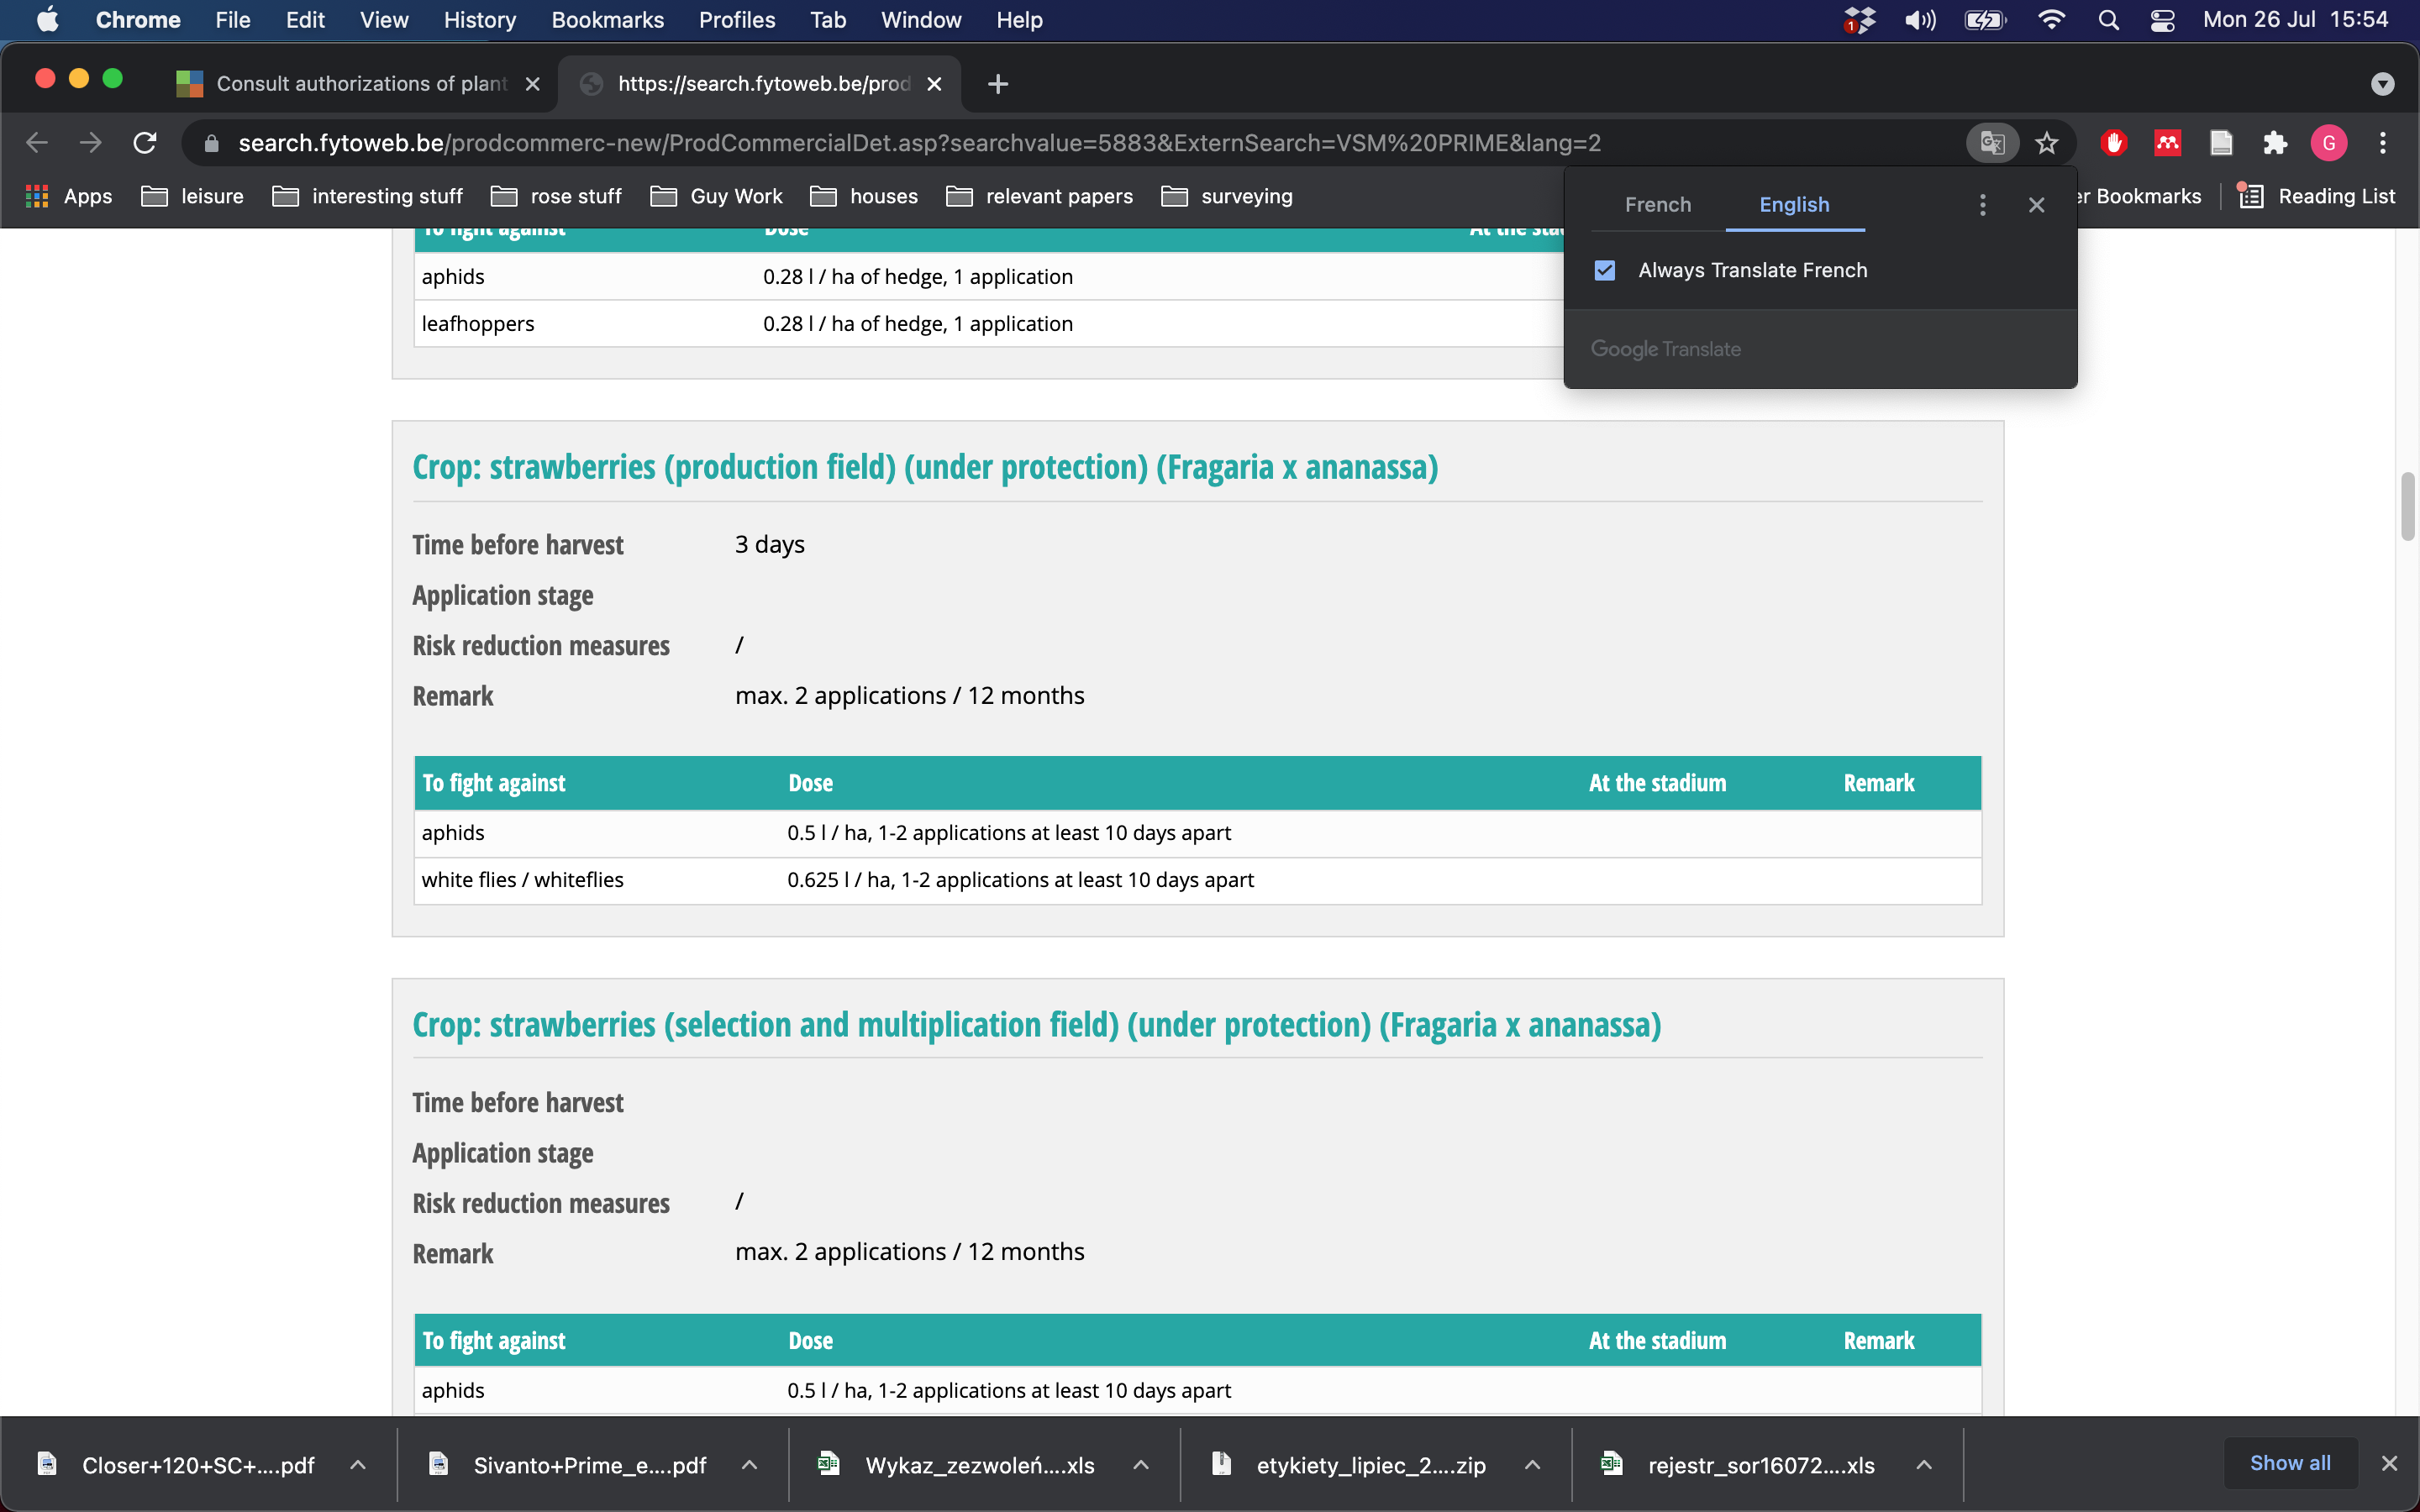 Chrome File Edit View History Bookmarks Profiles Tab Window Help 1 Mon 26 Jul 15:54
Consult authorizations of plant https://search.fytoweb.be/prod
search.fytoweb.be/prodcommerc-new/ProdCommercialDet.asp?searchvalue=5883&ExternSearch=VSM%20PRIME&lang=2 G
Apps leisure interesting stuff rose stuff Guy Work houses relevant papers surveying er Bookmarks Reading List
French English
Always Translate French
Google Translate
To fight against Dose At the stad
aphids 0.28 l / ha of hedge, 1 application
leafhoppers 0.28 l / ha of hedge, 1 application
Crop: strawberries (production field) (under protection) (Fragaria x ananassa)
Time before harvest 3 days
Application stage
Risk reduction measures /
Remark max. 2 applications / 12 months
To fight against Dose At the stadium Remark
aphids 0.5 l / ha, 1-2 applications at least 10 days apart
white flies / whiteflies 0.625 l / ha, 1-2 applications at least 10 days apart
Crop: strawberries (selection and multiplication field) (under protection) (Fragaria x ananassa)
Time before harvest
Application stage
Risk reduction measures /
Remark max. 2 applications / 12 months
To fight against Dose At the stadium Remark
aphids 0.5 l / ha, 1-2 applications at least 10 days apart
Closer+120+SC+....pdf Sivanto+Prime_e....pdf Wykaz_zezwoleń....xls etykiety_lipiec_2....zip rejestr_sor16072....xls Show all